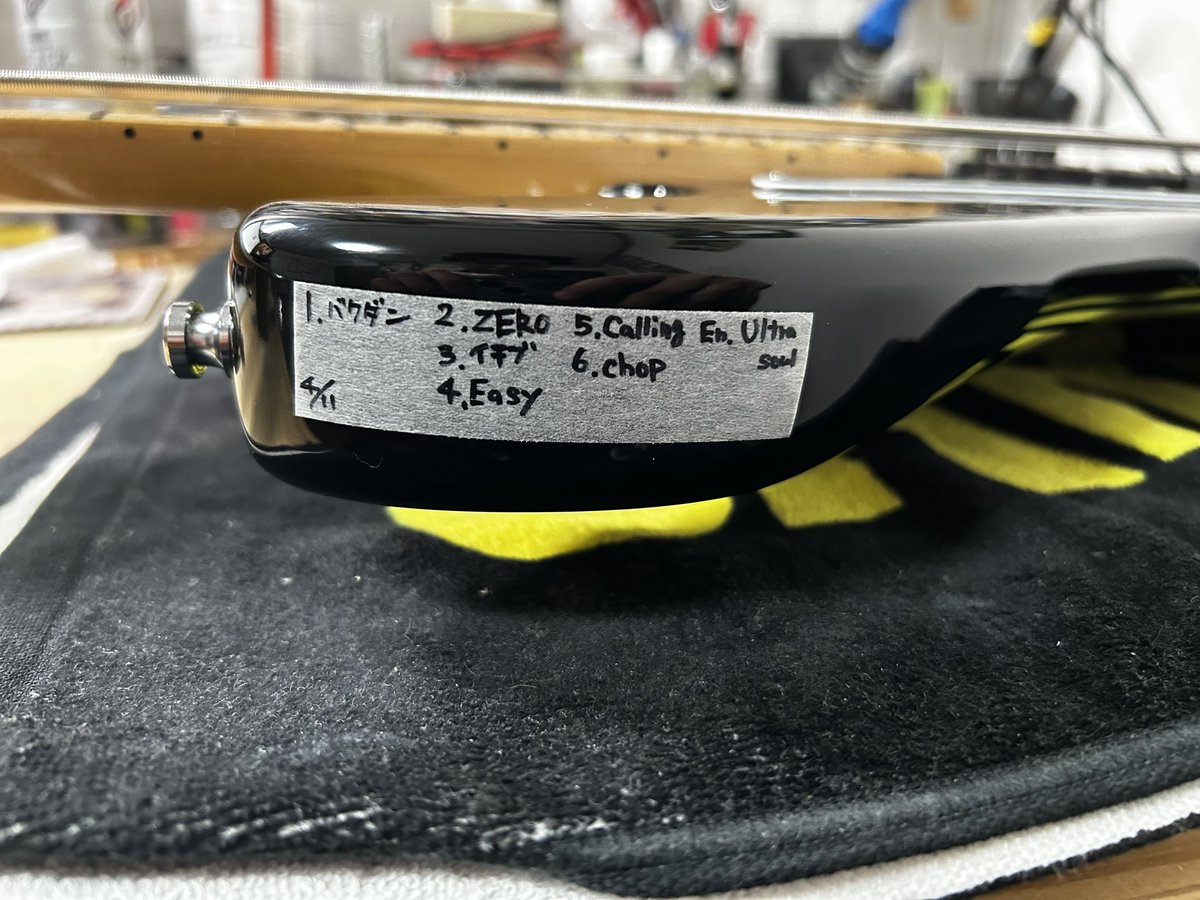 1.バクダン 2.ZERO 5.Calling En. Ultra soul
3.イチブ 6.chop
4/11 4.Easy